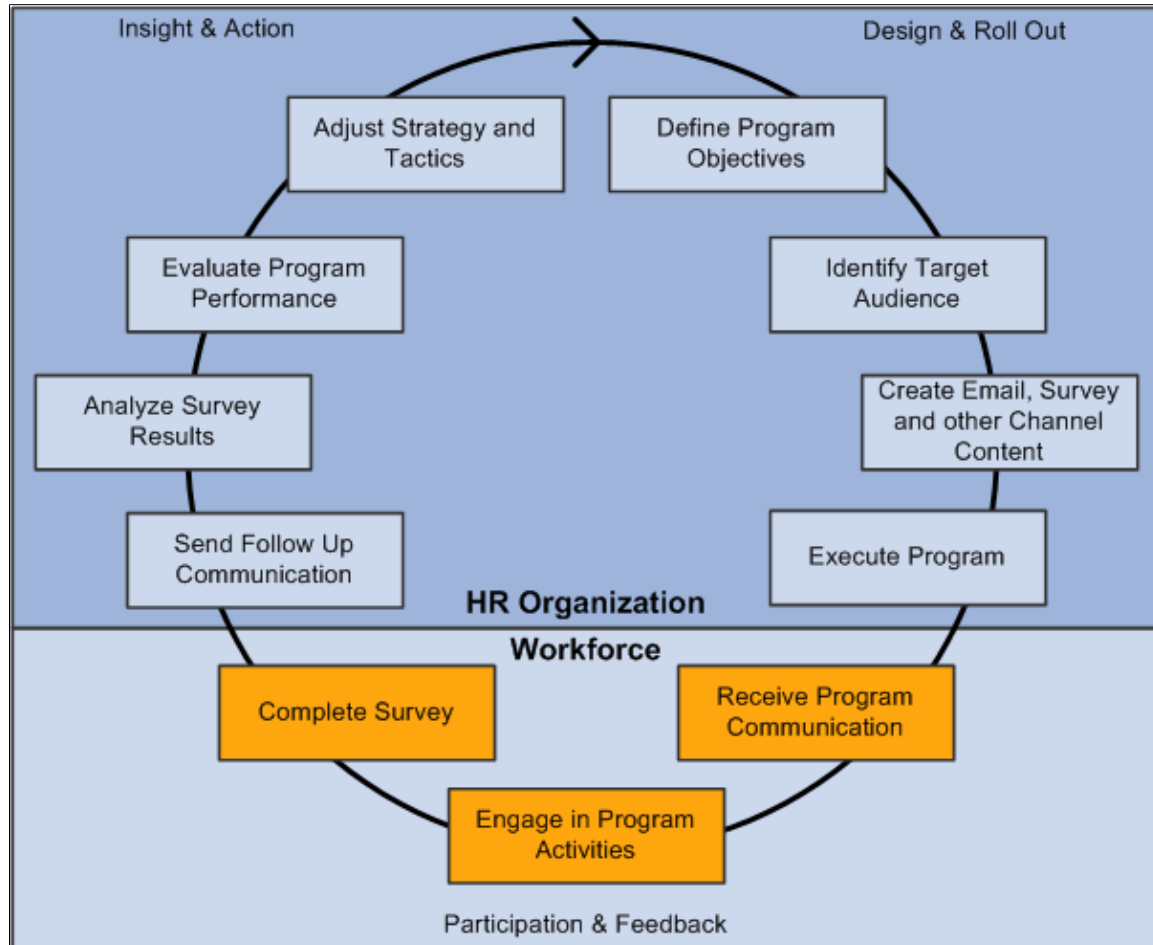 Insight & Action
Design & Roll Out
Adjust Strategy and
Tactics
Define Program
Objectives
Evaluate Program
Performance
Identify Target
Audience
Analyze Survey
Results
Create Email, Survey
and other Channel
Content
Send Follow Up
Communication
Execute Program
HR Organization
Workforce
Complete Survey
Receive Program
Communication
Engage in Program
Activities
Participation & Feedback